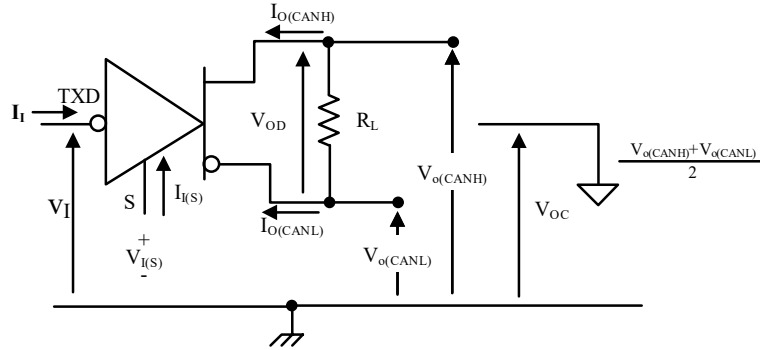 I_O(CANH)
TXD
I_I
V_OD
R_L
V_o(CANH)+V_o(CANL)
2
S
I_I(S)
V_o(CANH)
V_I
V_OC
I_O(CANL)
+
V_I(S)
-
V_o(CANL)